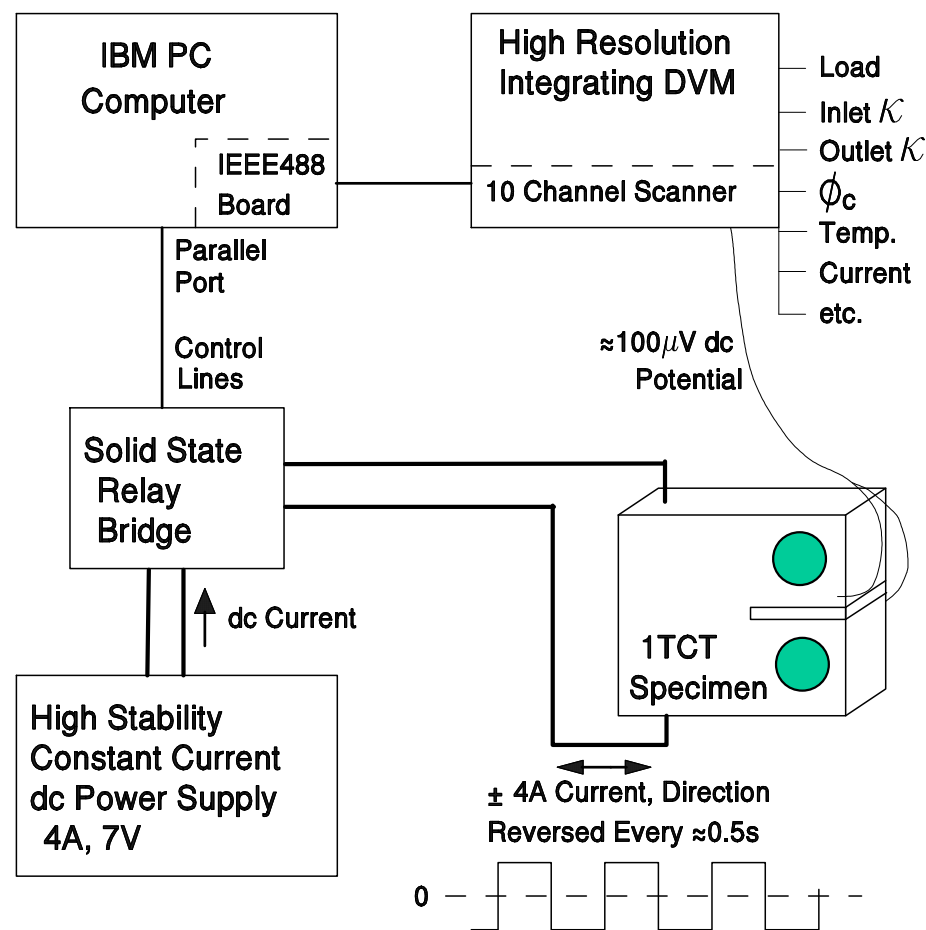 IBM PC
Computer
IEEE488
Board
High Resolution
Integrating DVM
10 Channel Scanner
Load
Inlet 𝒦
Outlet 𝒦
ϕc
Temp.
Current
etc.
Parallel
Port
Control
Lines
≈100μV dc
Potential
Solid State
Relay
Bridge
dc Current
1TCT
Specimen
High Stability
Constant Current
dc Power Supply
4A, 7V
± 4A Current, Direction
Reversed Every ≈0.5s
0